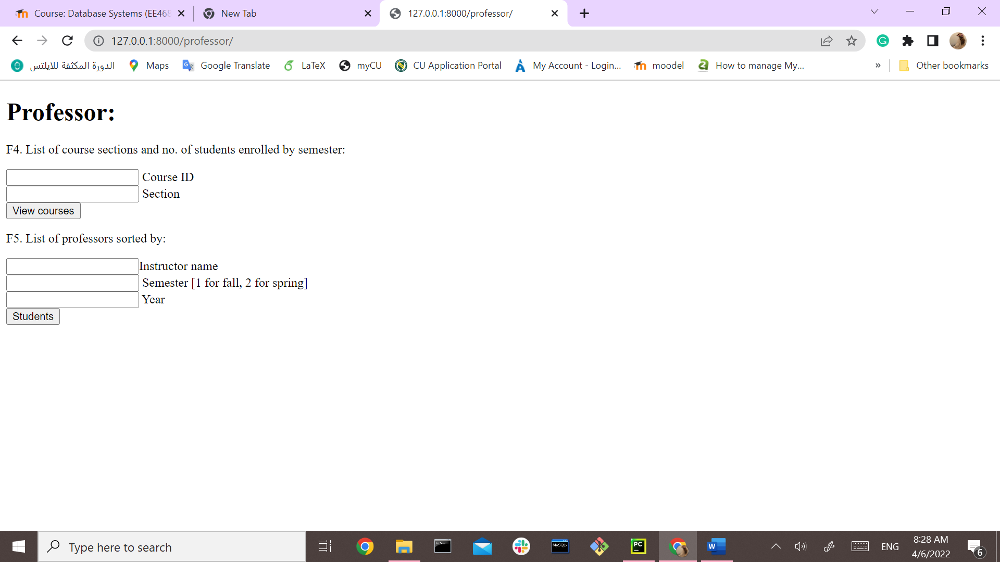 Course: Database Systems (EE468
New Tab
127.0.0.1:8000/professor/
127.0.0.1:8000/professor/
الدورة المكثفة للايلتس
Maps
Google Translate
LaTeX
myCU
CU Application Portal
My Account - Login...
moodel
How to manage My...
»
Other bookmarks
Professor:
F4. List of course sections and no. of students enrolled by semester:
Course ID
Section
View courses
F5. List of professors sorted by:
Instructor name
Semester [1 for fall, 2 for spring]
Year
Students
Type here to search
MySQL
PC
W
ENG
8:28 AM
4/6/2022
6